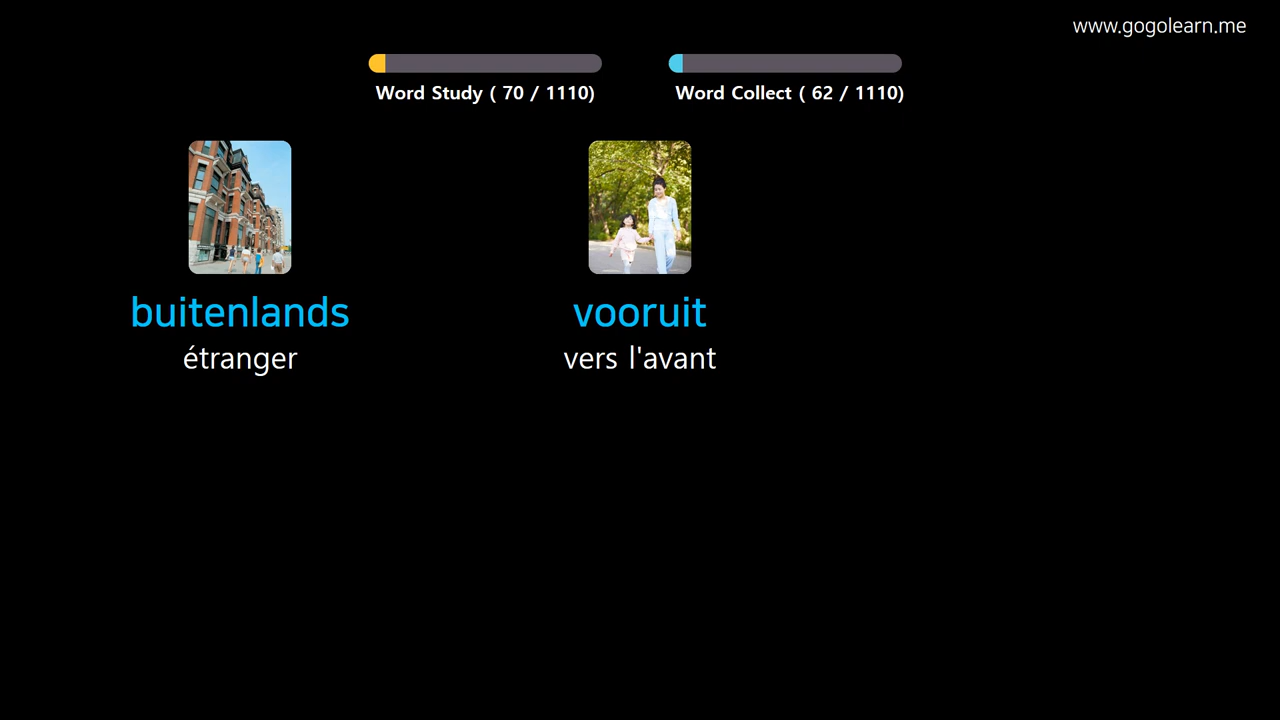 www.gogolearn.me
Word Study ( 70 / 1110)
Word Collect ( 62 / 1110)
buitenlands
étranger
vooruit
vers l'avant